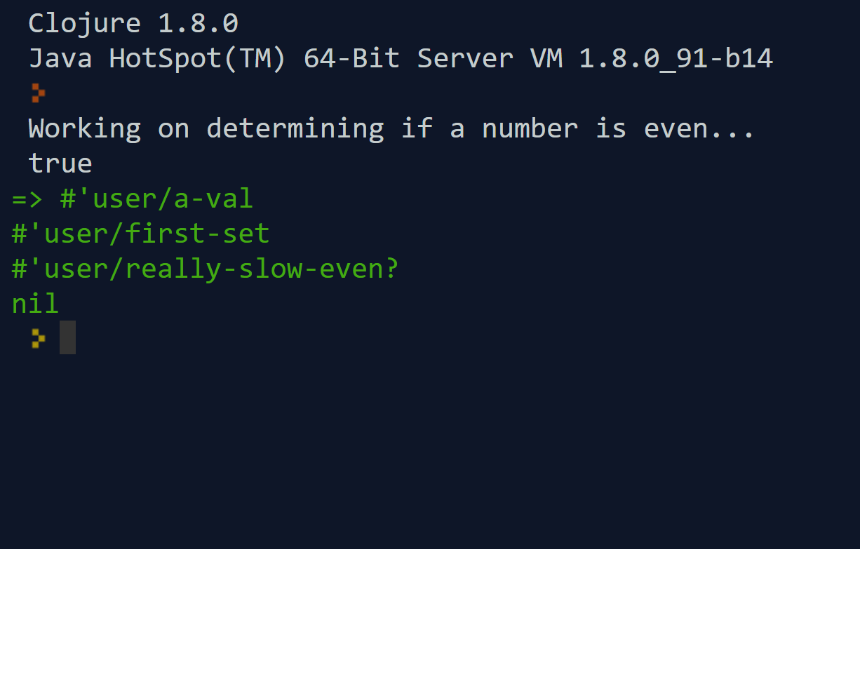 Clojure 1.8.0
Java HotSpot(TM) 64-Bit Server VM 1.8.0_91-b14
>
Working on determining if a number is even...
true
=> #'user/a-val
#'user/first-set
#'user/really-slow-even?
nil
>